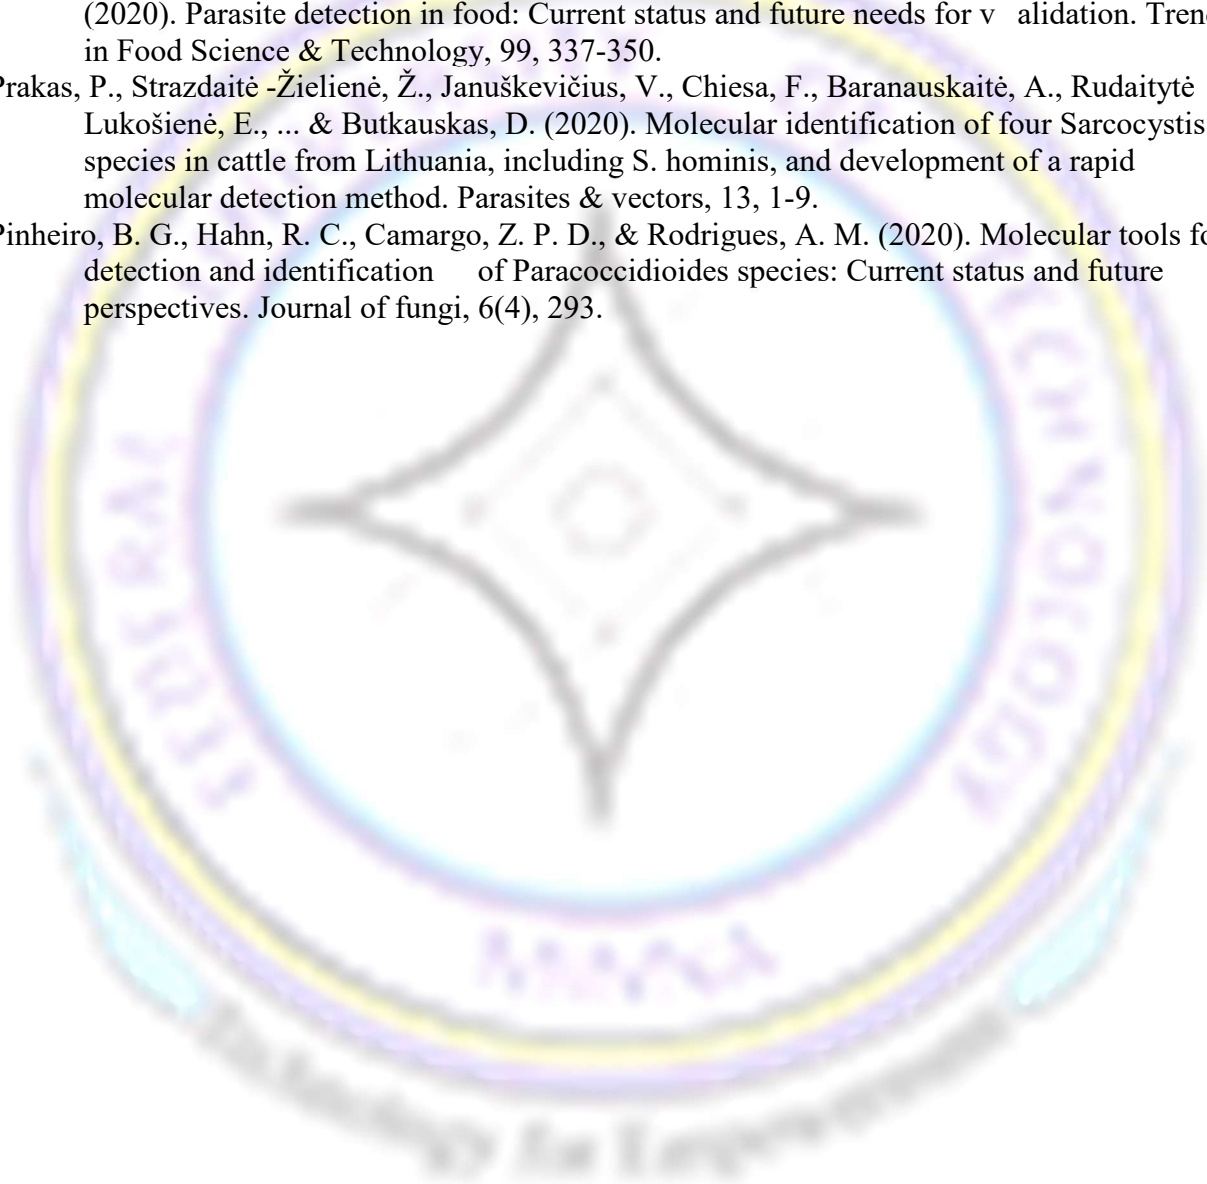 (2020). Parasite detection in food: Current status and future needs for v alidation. Tren
in Food Science & Technology, 99, 337-350.
Prakas, P., Strazdaitė -Žielienė, Ž., Januškevičius, V., Chiesa, F., Baranauskaitė, A., Rudaitytė
Lukošienė, E., ... & Butkauskas, D. (2020). Molecular identification of four Sarcocystis
species in cattle from Lithuania, including S. hominis, and development of a rapid
molecular detection method. Parasites & vectors, 13, 1-9.
Pinheiro, B. G., Hahn, R. C., Camargo, Z. P. D., & Rodrigues, A. M. (2020). Molecular tools fo
detection and identification of Paracoccidioides species: Current status and future
perspectives. Journal of fungi, 6(4), 293.
Technology for Empowerment